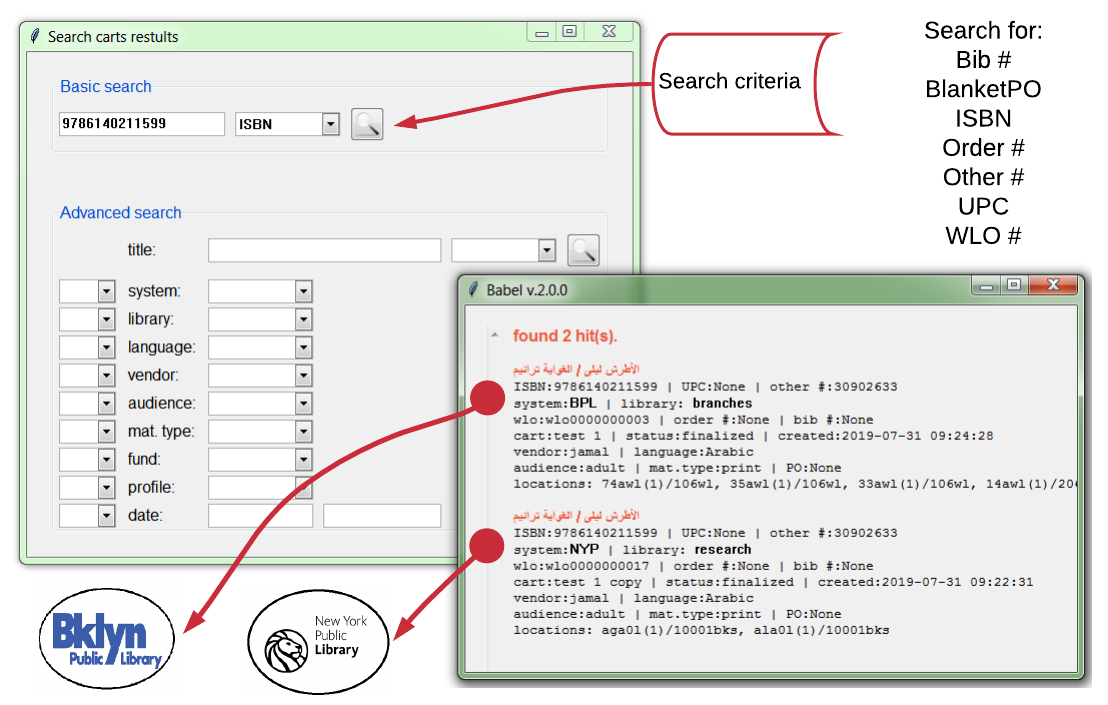 Search carts restults
Basic search
9786140211599 ISBN
Search criteria
Search for:
Bib #
BlanketPO
ISBN
Order #
Other #
UPC
WLO #
Advanced search
title:
system:
library:
language:
vendor:
audience:
mat. type:
fund:
profile:
date:
Babel v.2.0.0
found 2 hit(s).
الأطرش ليلى / الغواية ترانيم
ISBN:9786140211599 | UPC:None | other #:30902633
system:BPL | library: branches
wlo:wlo0000000003 | order #:None | bib #:None
cart:test 1 | status:finalized | created:2019-07-31 09:24:28
vendor:jamal | language:Arabic
audience:adult | mat.type:print | PO:None
locations: 74awl(1)/106wl, 35awl(1)/106wl, 33awl(1)/106wl, 14awl(1)/206
الأطرش ليلى / الغواية ترانيم
ISBN:9786140211599 | UPC:None | other #:30902633
system:NYP | library: research
wlo:wlo0000000017 | order #:None | bib #:None
cart:test 1 copy | status:finalized | created:2019-07-31 09:22:31
vendor:jamal | language:Arabic
audience:adult | mat.type:print | PO:None
locations: aga0l(1)/10001bks, ala0l(1)/10001bks
Bklyn
Public Library
New York
Public
Library